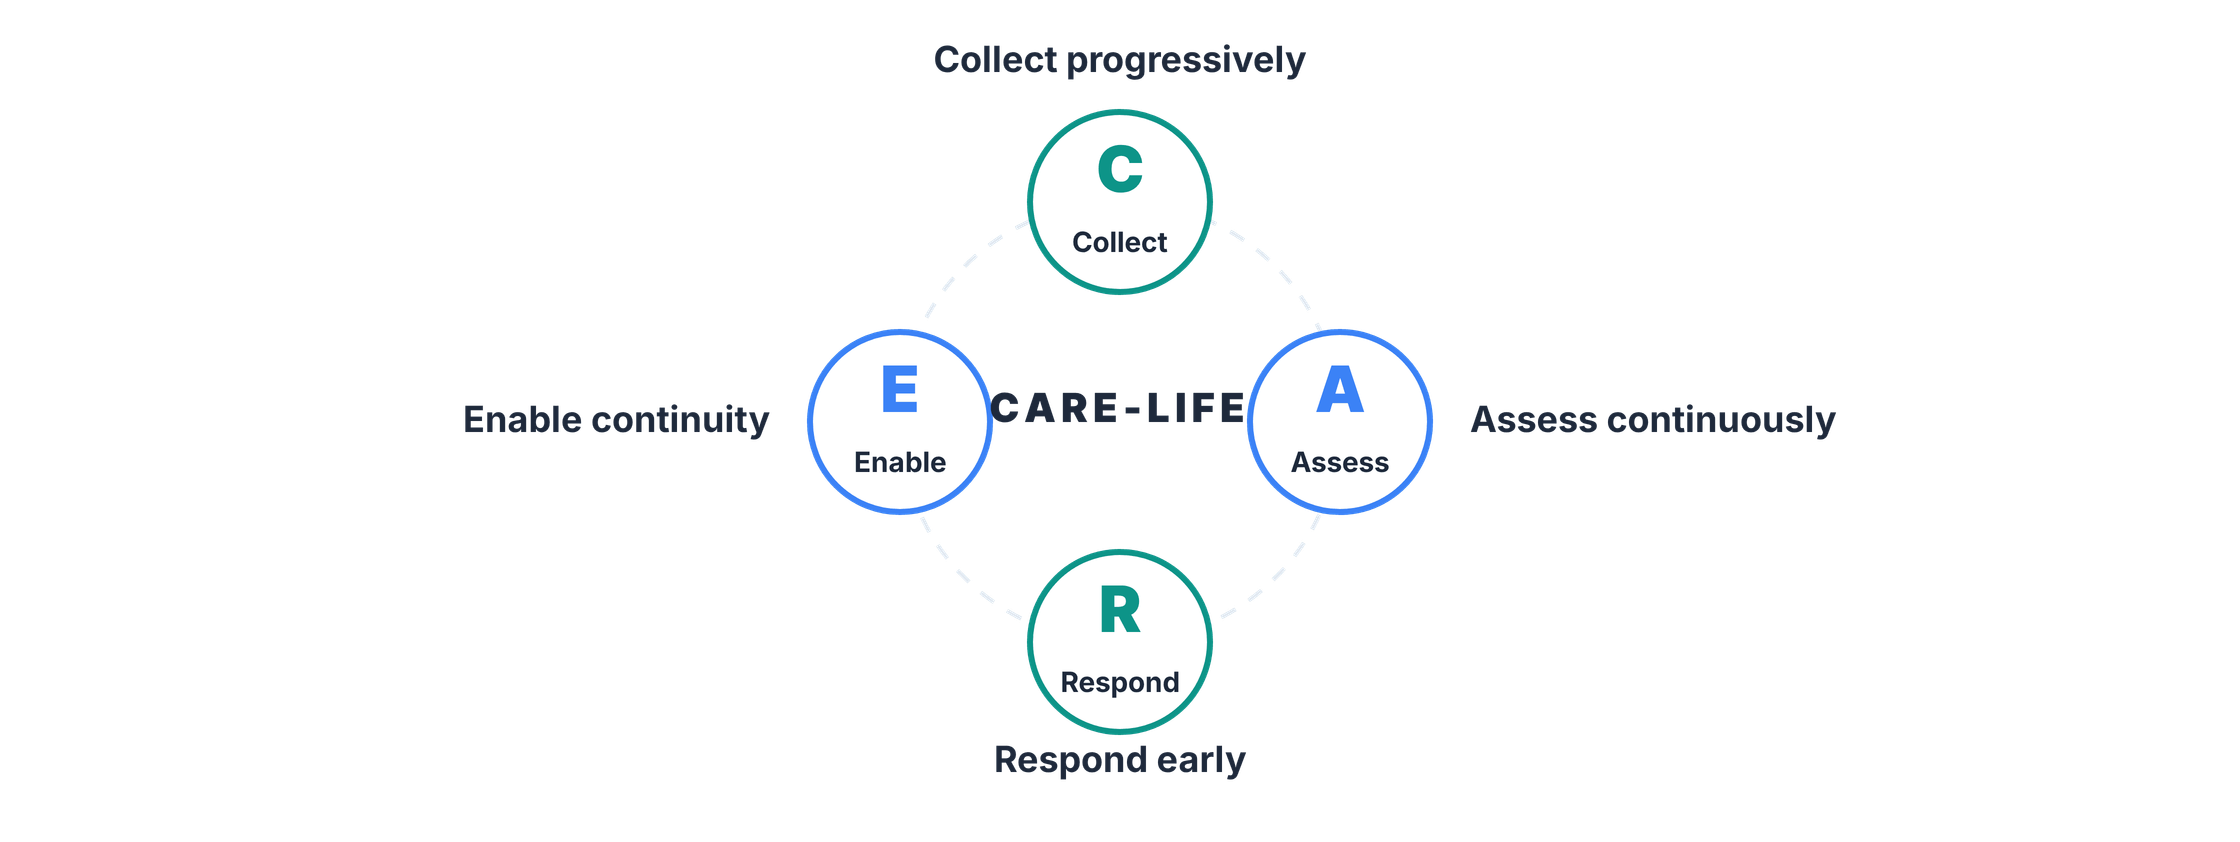 Collect progressively
C
Collect
Enable continuity
E
Enable
CARE-LIFE
A
Assess
Assess continuously
R
Respond
Respond early